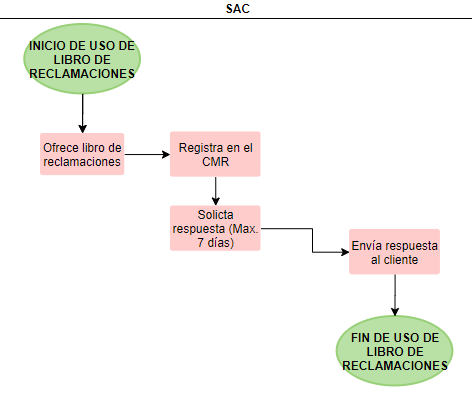 SAC
INICIO DE USO DE
LIBRO DE
RECLAMACIONES
Ofrece libro de
reclamaciones
Registra en el
CMR
Solicta
respuesta (Max.
7 días)
Envía respuesta
al cliente
FIN DE USO DE
LIBRO DE
RECLAMACIONES